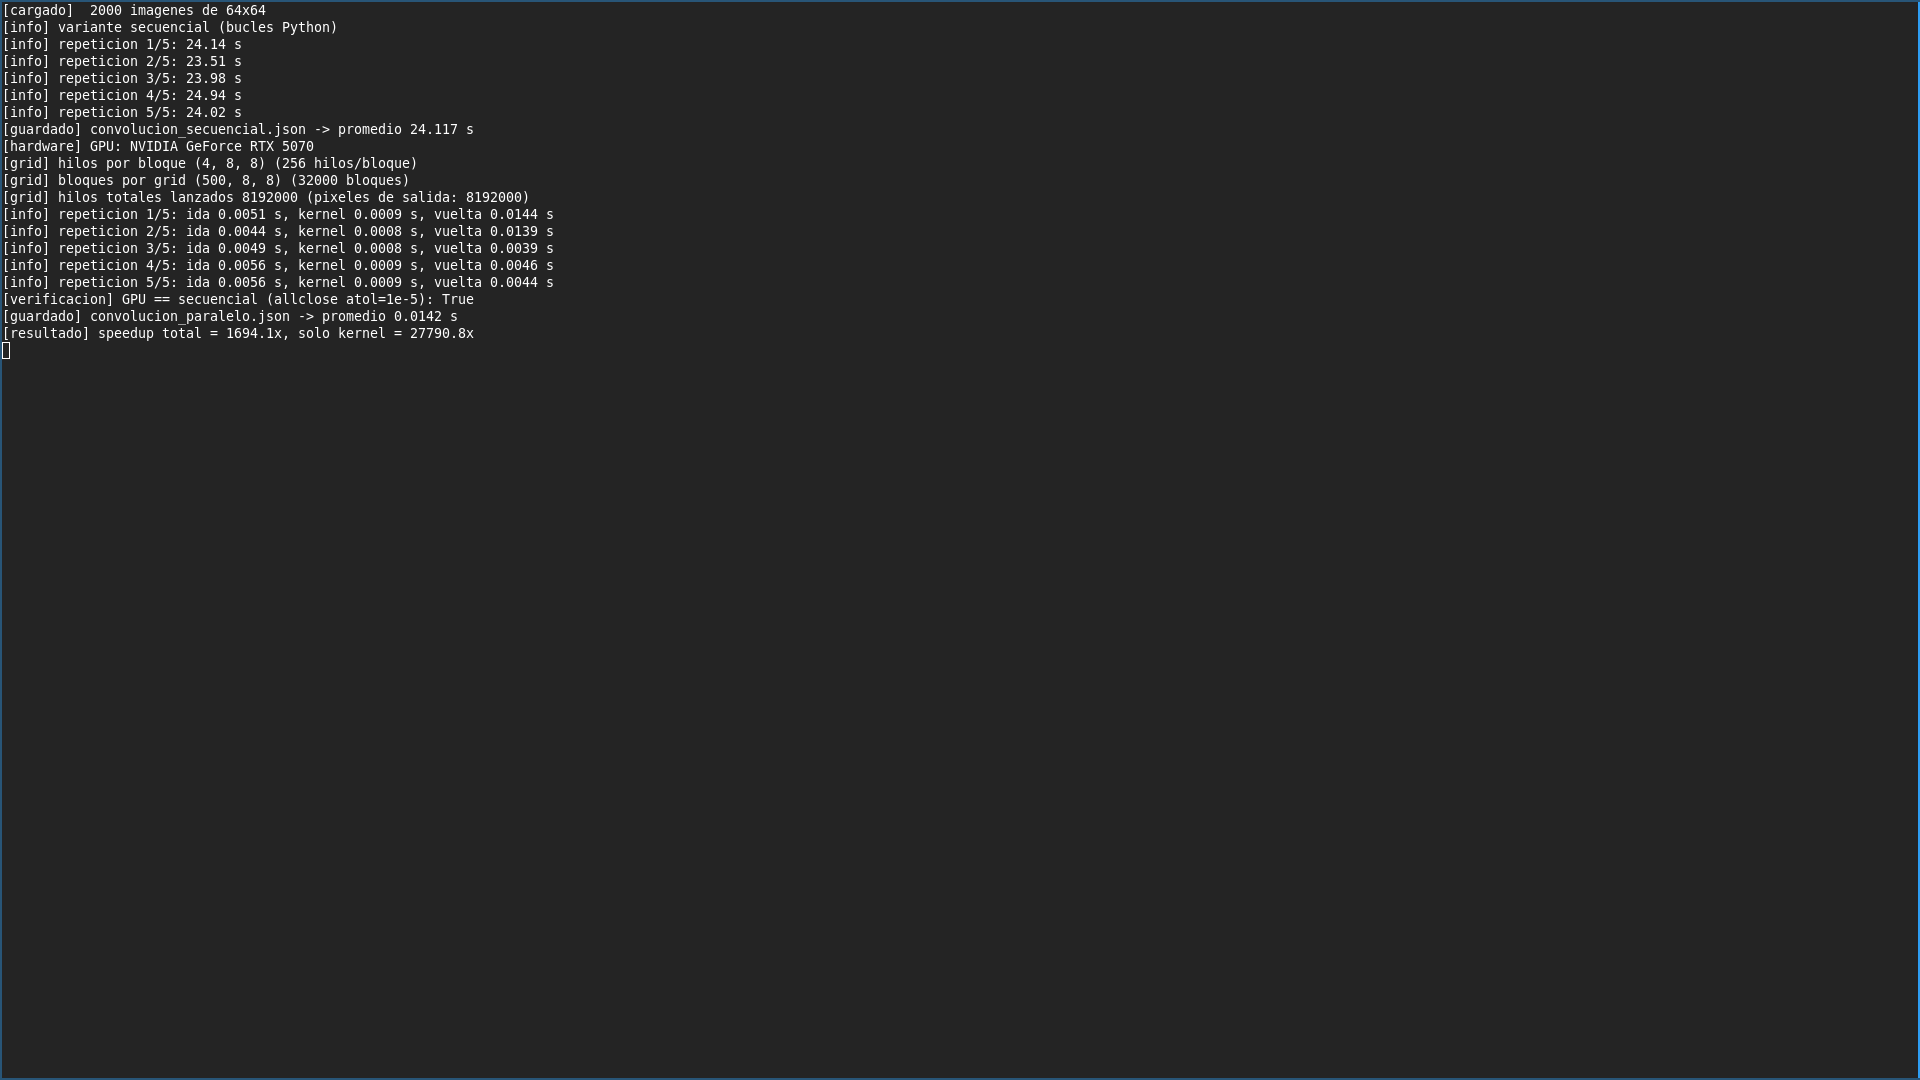 [cargado]  2000 imagenes de 64x64
[info] variante secuencial (bucles Python)
[info] repeticion 1/5: 24.14 s
[info] repeticion 2/5: 23.51 s
[info] repeticion 3/5: 23.98 s
[info] repeticion 4/5: 24.94 s
[info] repeticion 5/5: 24.02 s
[guardado] convolucion_secuencial.json -> promedio 24.117 s
[hardware] GPU: NVIDIA GeForce RTX 5070
[grid] hilos por bloque (4, 8, 8) (256 hilos/bloque)
[grid] bloques por grid (500, 8, 8) (32000 bloques)
[grid] hilos totales lanzados 8192000 (pixeles de salida: 8192000)
[info] repeticion 1/5: ida 0.0051 s, kernel 0.0009 s, vuelta 0.0144 s
[info] repeticion 2/5: ida 0.0044 s, kernel 0.0008 s, vuelta 0.0139 s
[info] repeticion 3/5: ida 0.0049 s, kernel 0.0008 s, vuelta 0.0039 s
[info] repeticion 4/5: ida 0.0056 s, kernel 0.0009 s, vuelta 0.0046 s
[info] repeticion 5/5: ida 0.0056 s, kernel 0.0009 s, vuelta 0.0044 s
[verificacion] GPU == secuencial (allclose atol=1e-5): True
[guardado] convolucion_paralelo.json -> promedio 0.0142 s
[resultado] speedup total = 1694.1x, solo kernel = 27790.8x